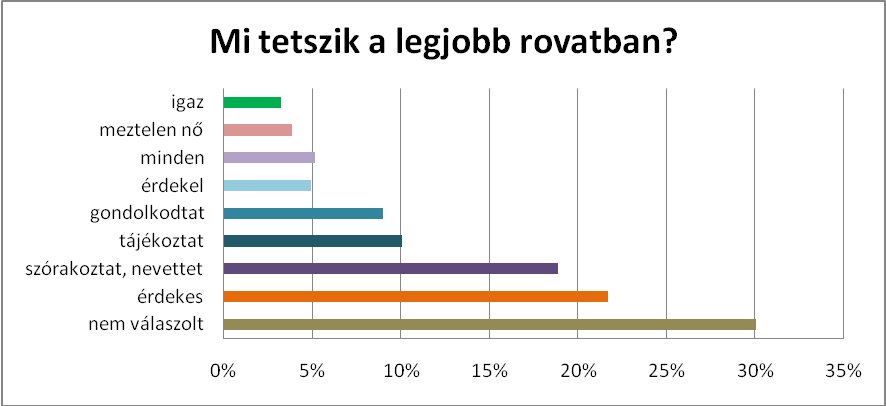 Mi tetszik a legjobb rovatban?
igaz
meztelen nő
minden
érdekel
gondolkodtat
tájékoztat
szórakoztat, nevettet
érdekes
nem válaszolt
0% 5% 10% 15% 20% 25% 30% 35%